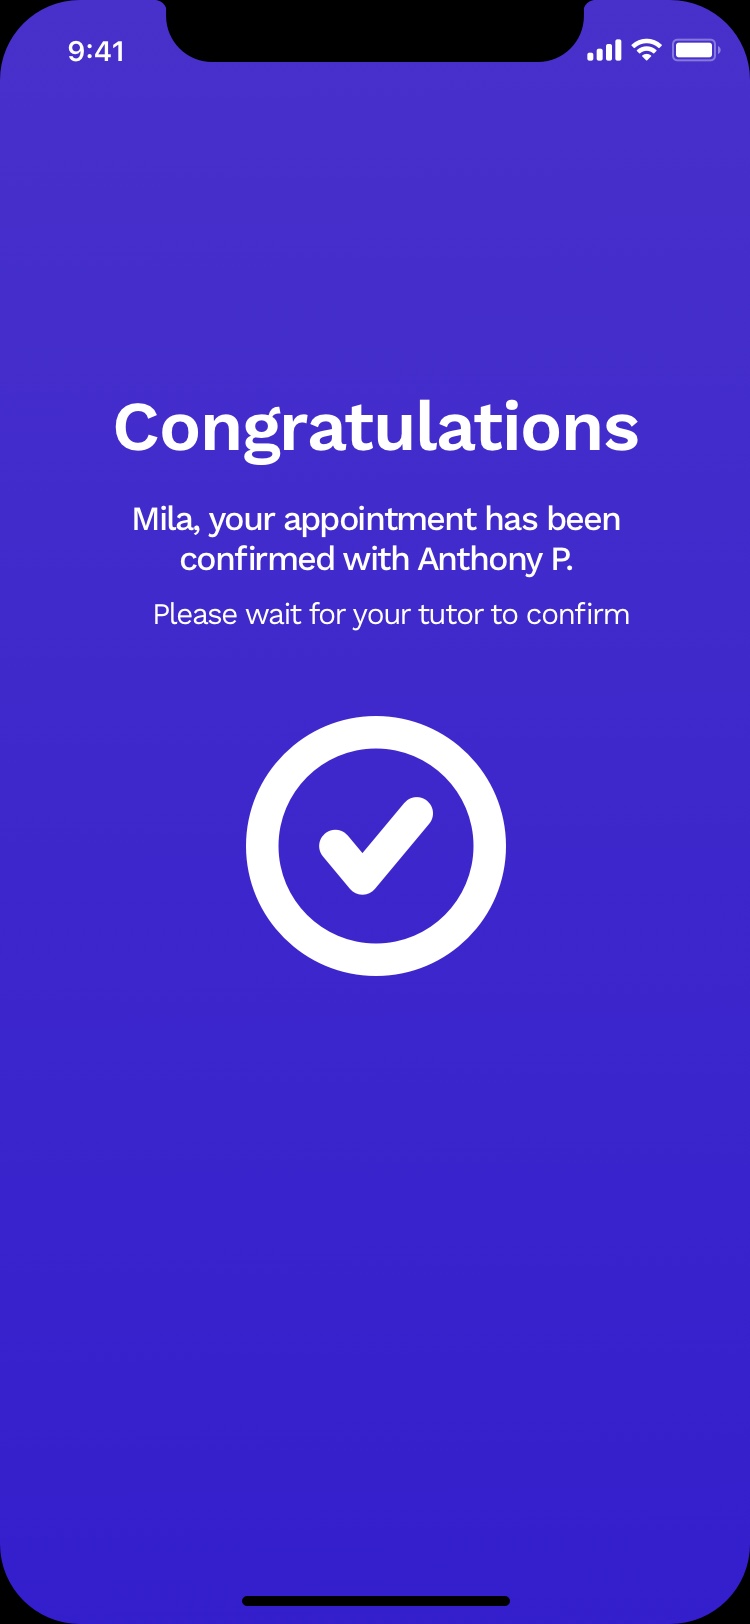 9:41
Congratulations
Mila, your appointment has been
confirmed with Anthony P.
Please wait for your tutor to confirm